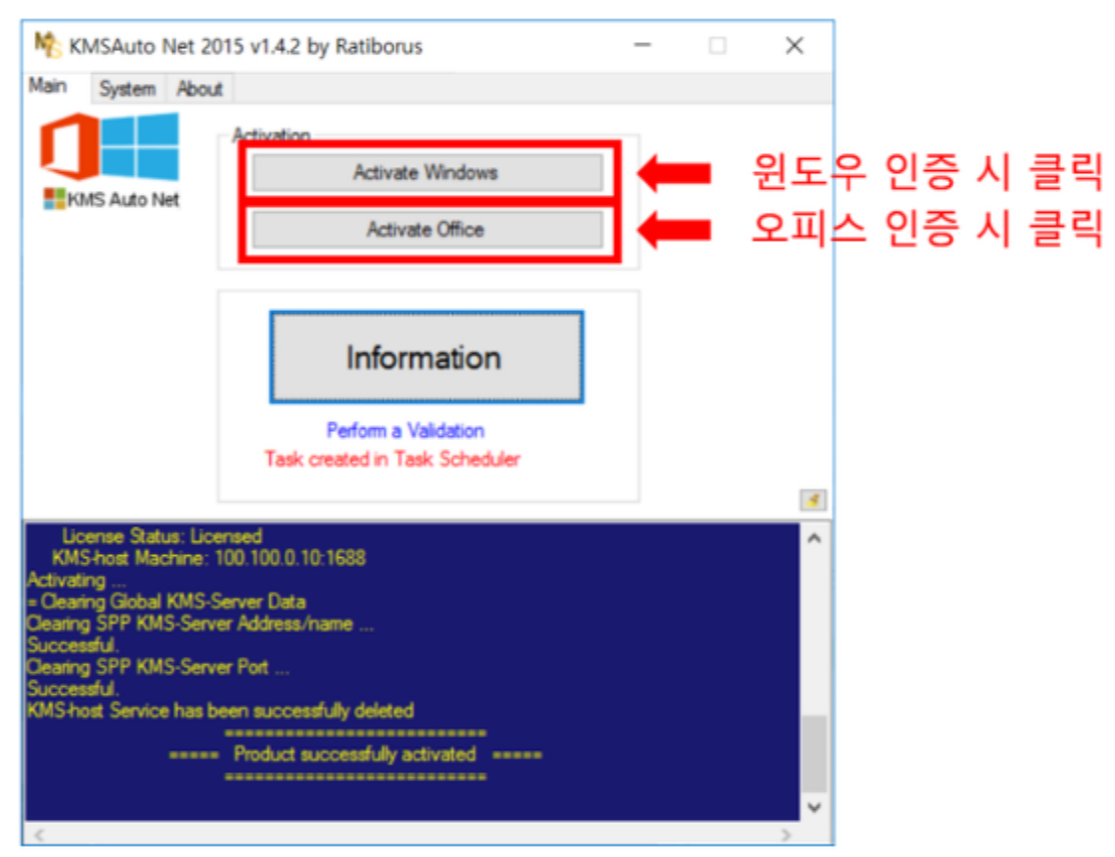 KMSAuto Net 2015 v1.4.2 by Ratiborus
Main System About
KMS Auto Net
Activation
Activate Windows
윈도우 인증 시 클릭
Activate Office
오피스 인증 시 클릭
Information
Perform a Validation
Task created in Task Scheduler
License Status: Licensed
KMS-host Machine: 100.100.0.10:1688
Activating ...
= Clearing Global KMS-Server Data
Clearing SPP KMS-Server Address/name ...
Successful.
Clearing SPP KMS-Server Port ...
Successful.
KMS-host Service has been successfully deleted
==========================
===== Product successfully activated =====
==========================